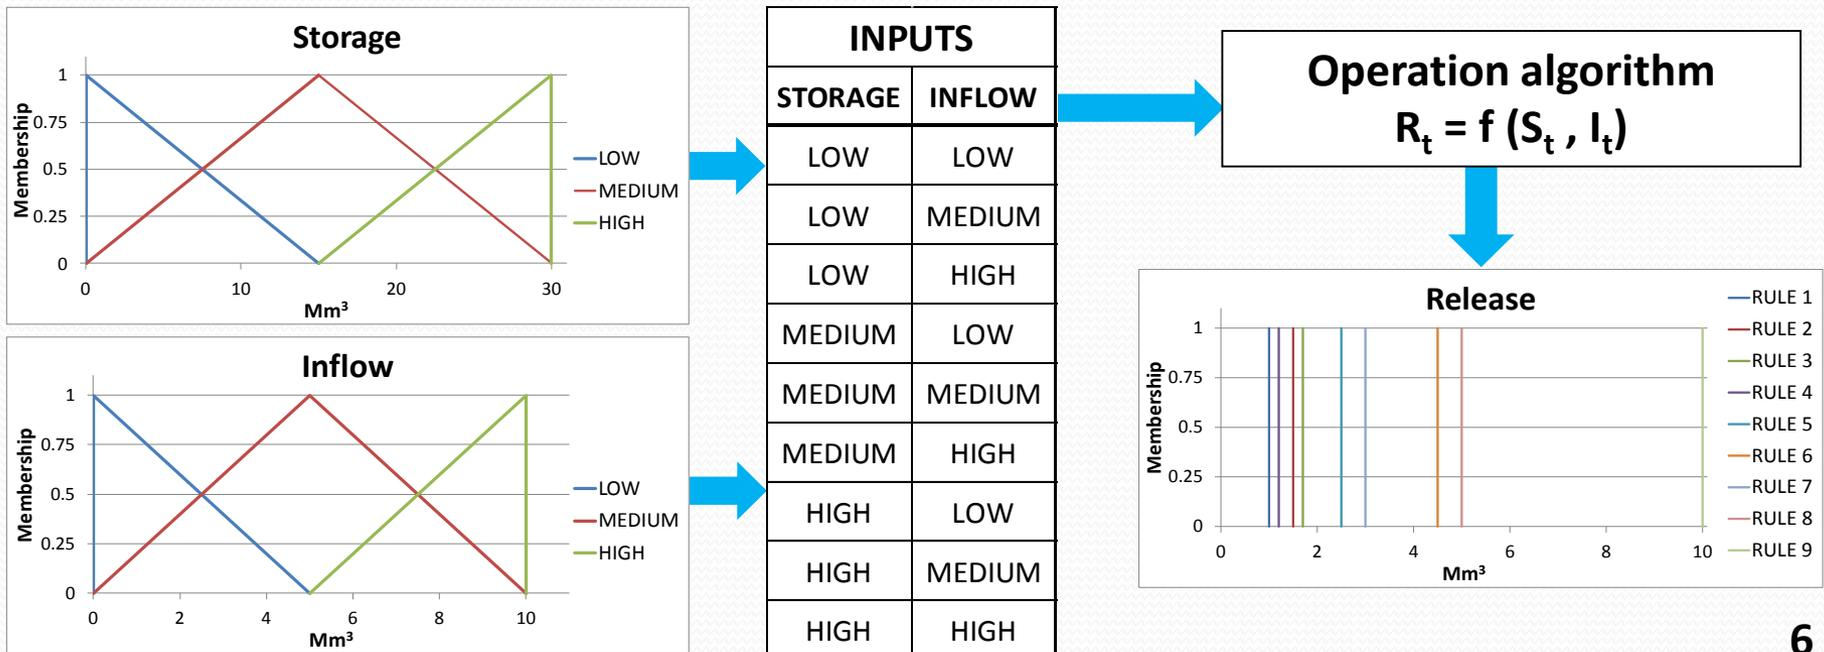 Storage
1
0.75
0.5
0.25
0
Membership
0 10 20 30
Mm³
LOW
MEDIUM
HIGH
Inflow
1
0.75
0.5
0.25
0
Membership
0 2 4 6 8 10
Mm³
LOW
MEDIUM
HIGH
INPUTS
STORAGE INFLOW
LOW LOW
LOW MEDIUM
LOW HIGH
MEDIUM LOW
MEDIUM MEDIUM
MEDIUM HIGH
HIGH LOW
HIGH MEDIUM
HIGH HIGH
Operation algorithm
Rₜ = f (Sₜ , Iₜ)
Release
1
0.75
0.5
0.25
0
Membership
0 2 4 6 8 10
Mm³
RULE 1
RULE 2
RULE 3
RULE 4
RULE 5
RULE 6
RULE 7
RULE 8
RULE 9
6